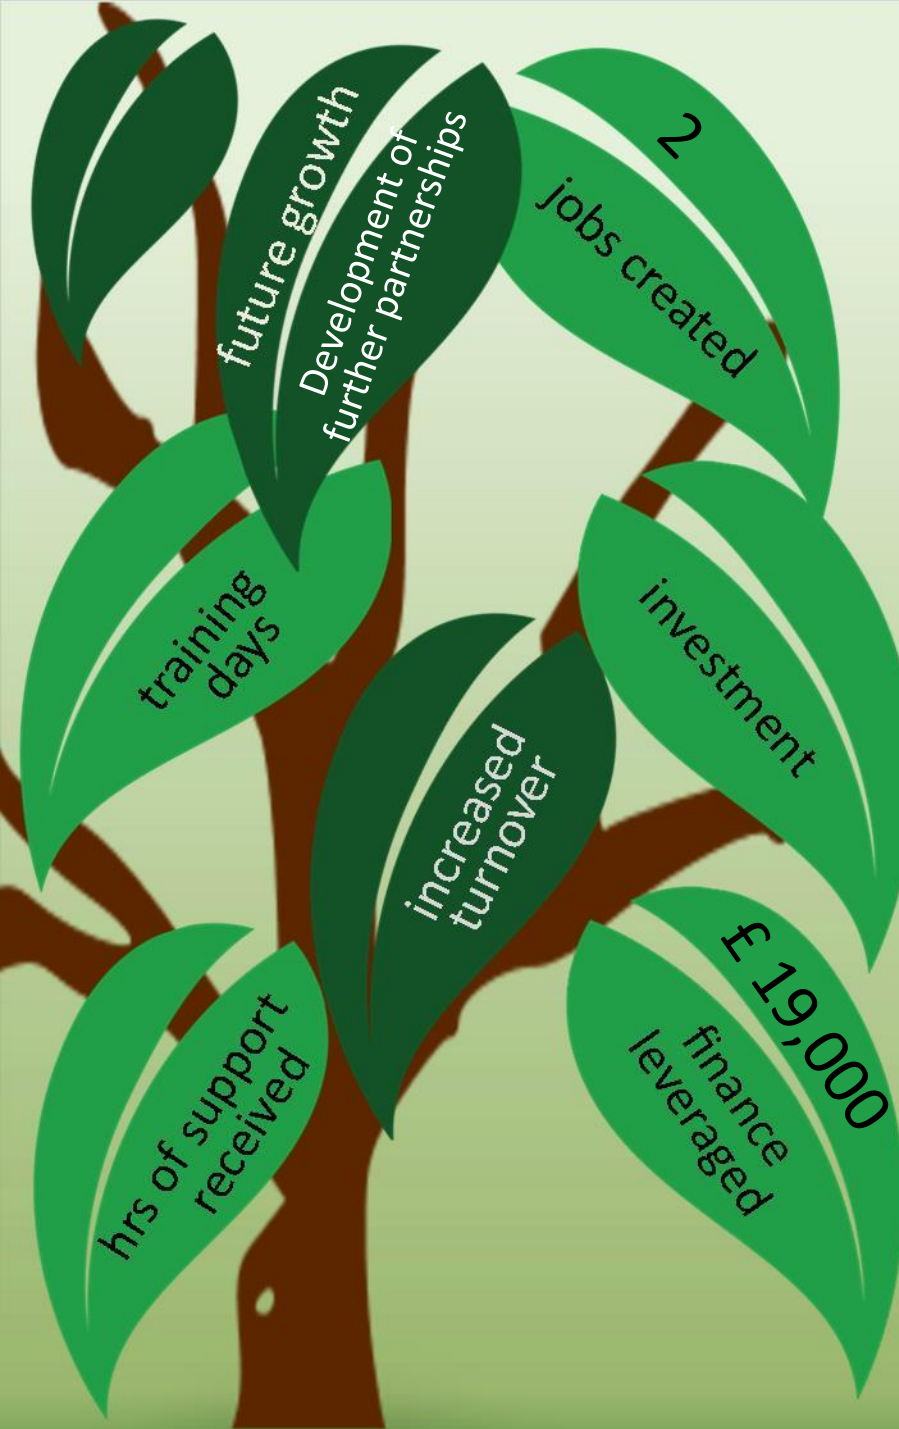 future growth
Development of
further partnerships
2
jobs created
training
days
investment
increased
turnover
hrs of support
received
£ 19,000
finance
leveraged